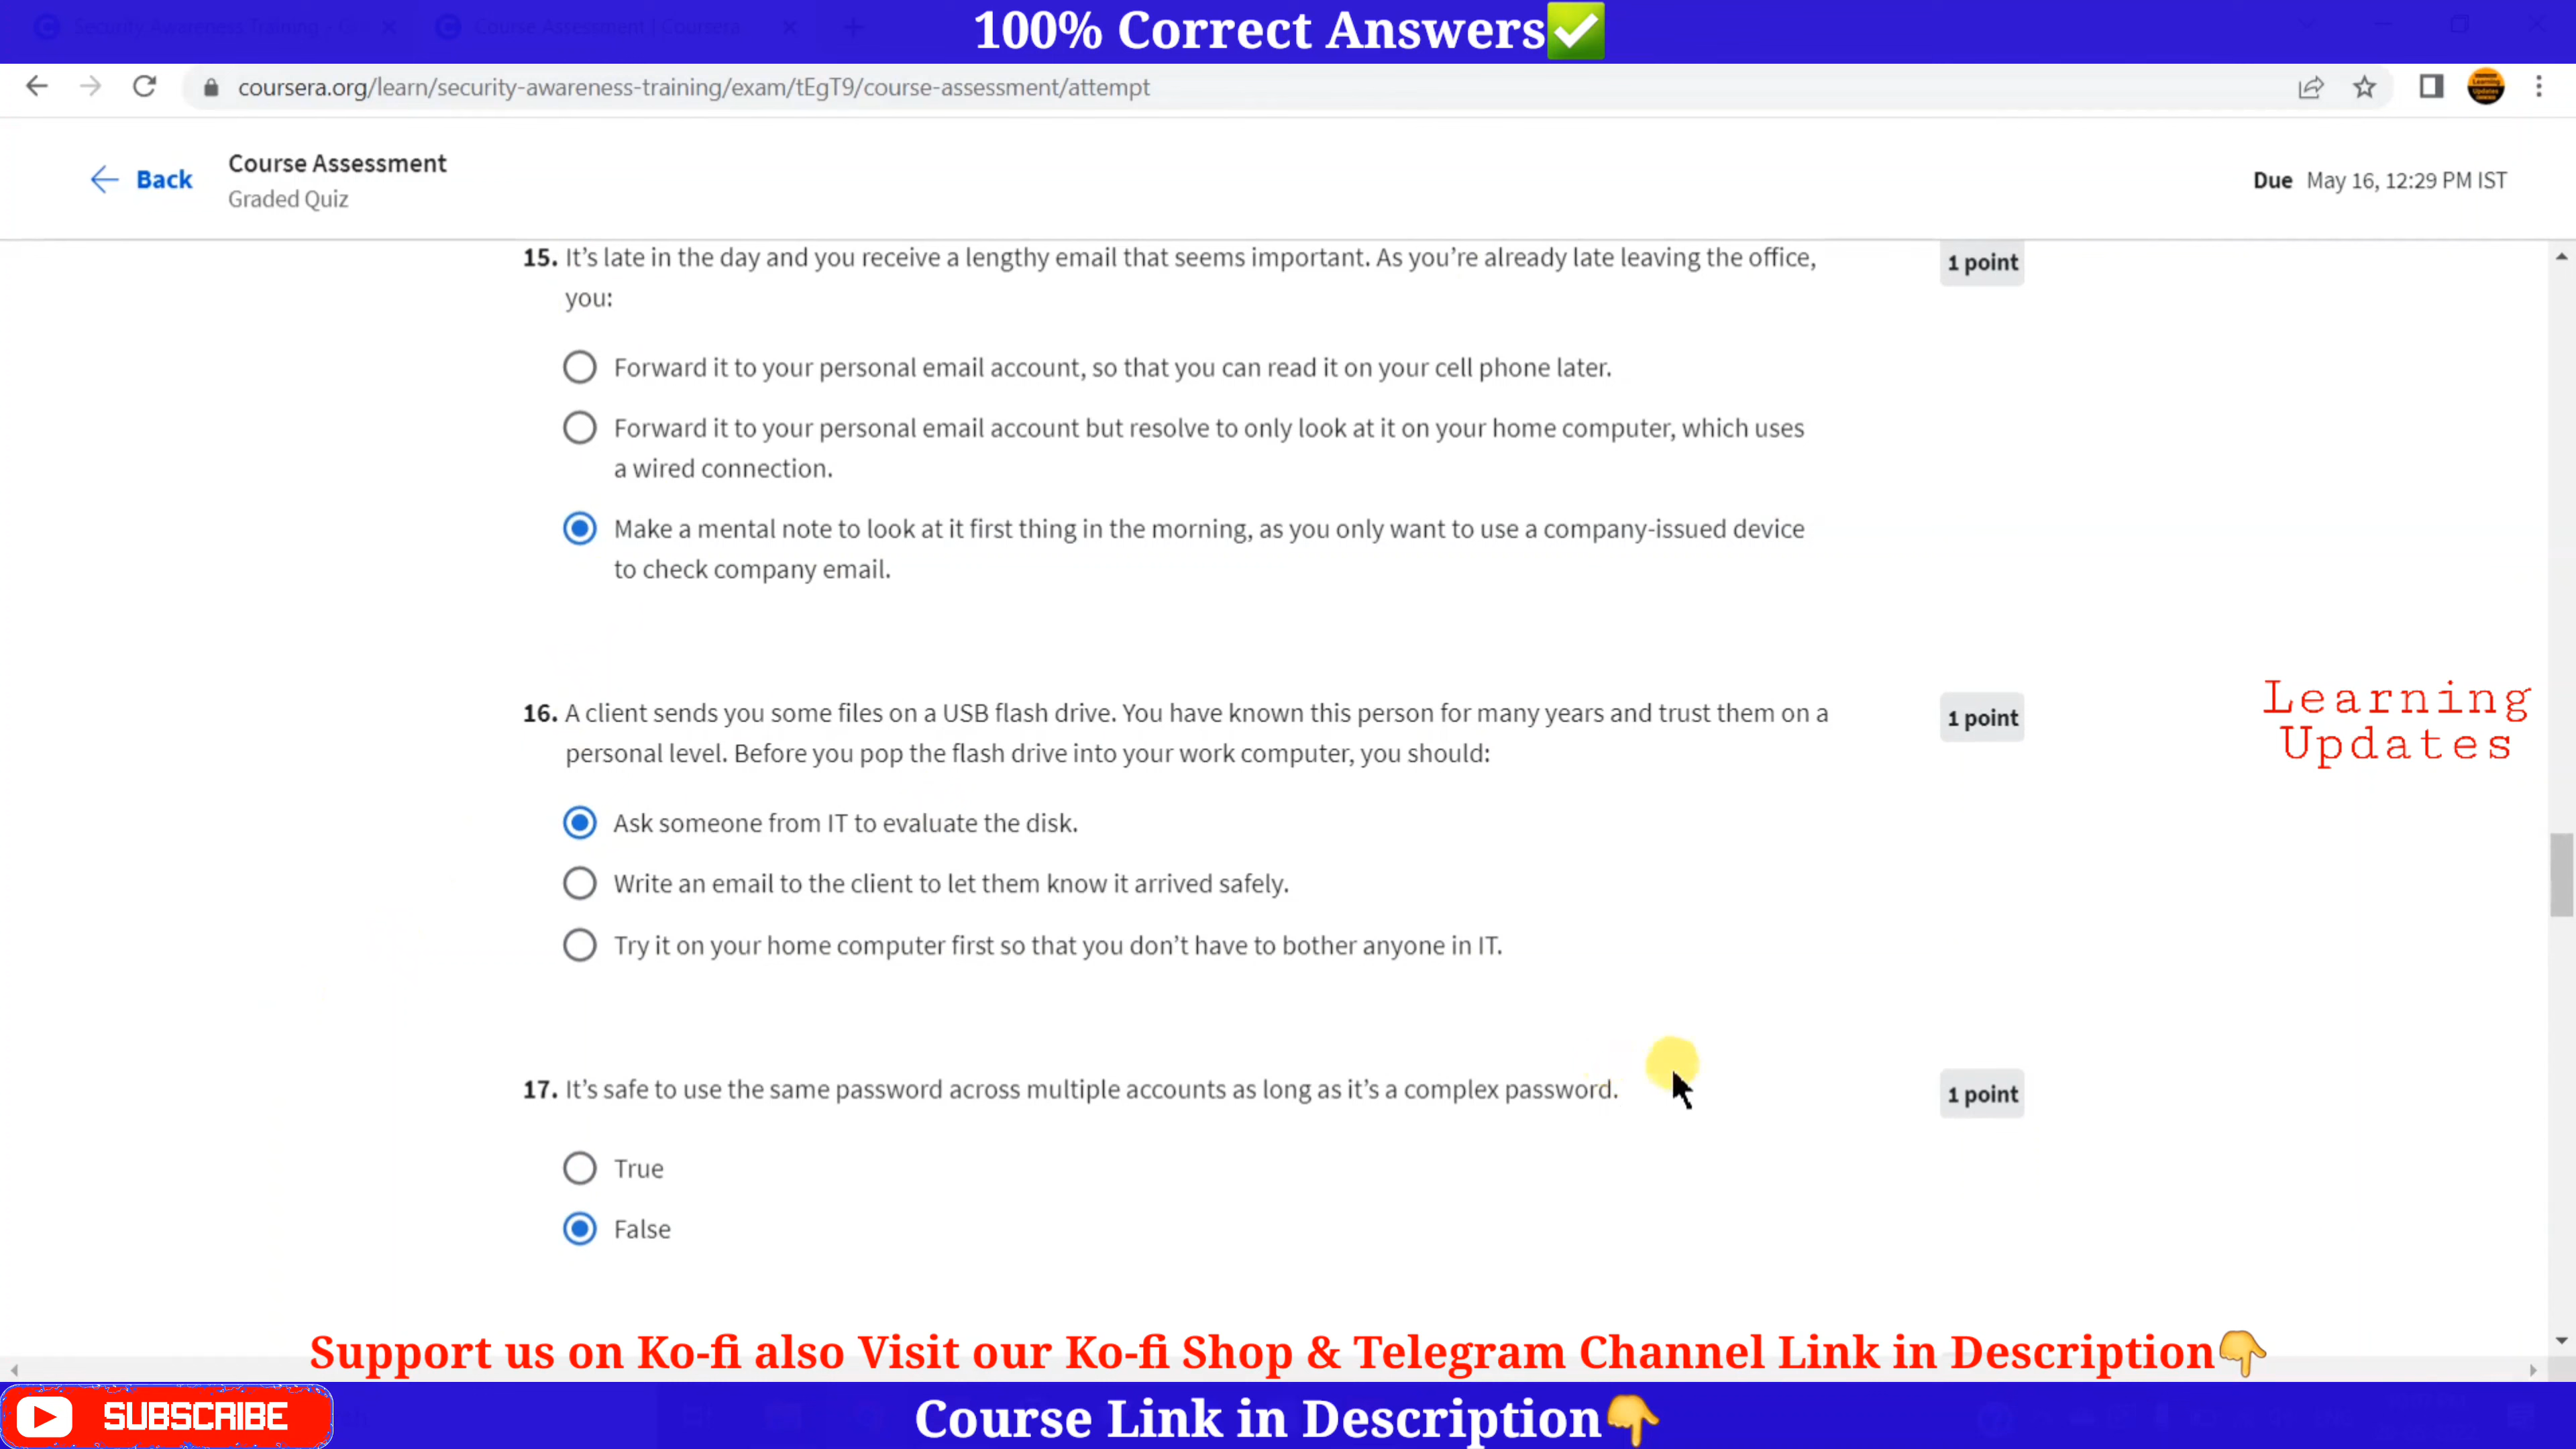 100% Correct Answers✅
Security Awareness Training
Course Assessment | Coursera
coursera.org/learn/security-awareness-training/exam/tEgT9/course-assessment/attempt
Back
Course Assessment
Graded Quiz
Due May 16, 12:29 PM IST
15. It’s late in the day and you receive a lengthy email that seems important. As you’re already late leaving the office,
you:
1 point
Forward it to your personal email account, so that you can read it on your cell phone later.
Forward it to your personal email account but resolve to only look at it on your home computer, which uses
a wired connection.
Make a mental note to look at it first thing in the morning, as you only want to use a company-issued device
to check company email.
16. A client sends you some files on a USB flash drive. You have known this person for many years and trust them on a
personal level. Before you pop the flash drive into your work computer, you should:
1 point
Learning
Updates
Ask someone from IT to evaluate the disk.
Write an email to the client to let them know it arrived safely.
Try it on your home computer first so that you don’t have to bother anyone in IT.
17. It’s safe to use the same password across multiple accounts as long as it’s a complex password.
1 point
True
False
Support us on Ko-fi also Visit our Ko-fi Shop & Telegram Channel Link in Description👇
SUBSCRIBE
Course Link in Description👇